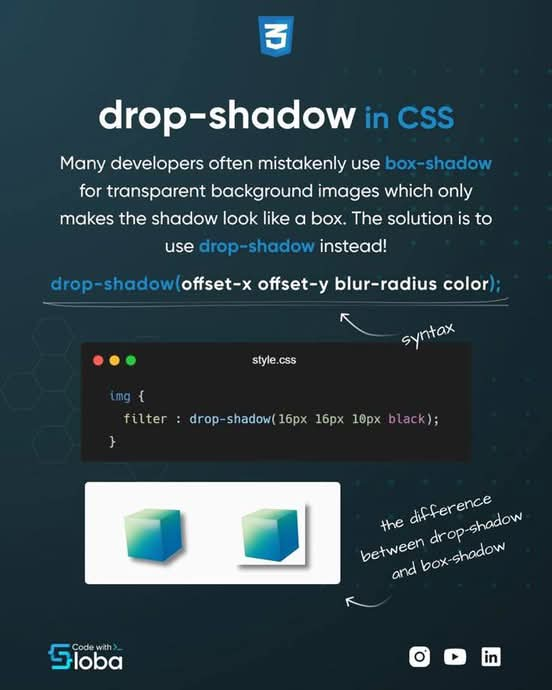 3
drop-shadow in CSS
Many developers often mistakenly use box-shadow
for transparent background images which only
makes the shadow look like a box. The solution is to
use drop-shadow instead!
drop-shadow(offset-x offset-y blur-radius color);
syntax
style.css
img {
filter : drop-shadow(16px 16px 10px black);
}
the difference
between drop-shadow
and box-shadow
Code with >_
Sloba
in